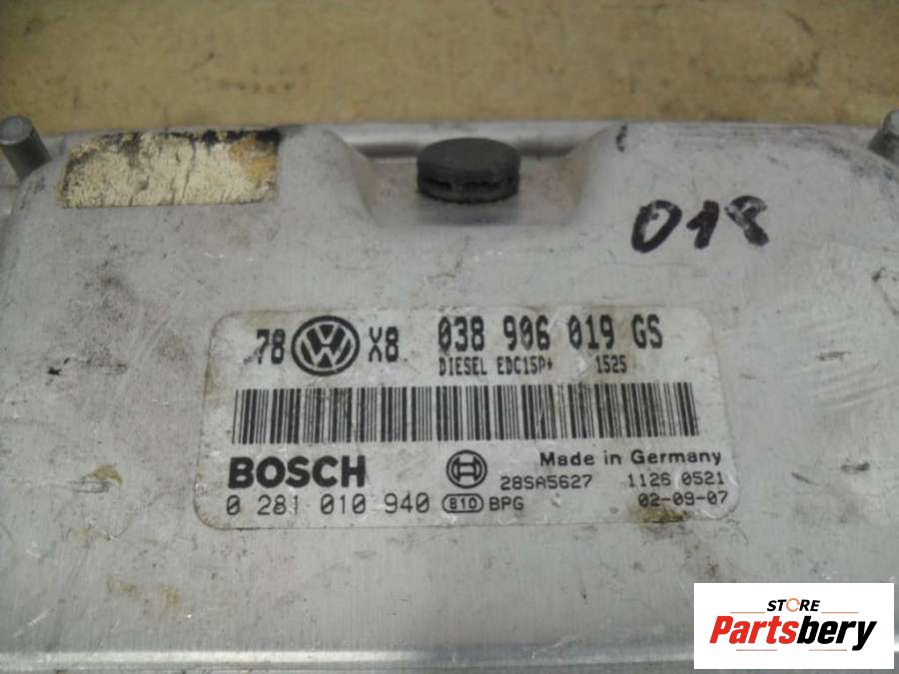 018
78 VW X8 038 906 019 GS
DIESEL EDC15P+ 1525
BOSCH Made in Germany
28SA5627 1126 0521
0 281 010 940 810 BPG 02-09-07
STORE
Partsbery